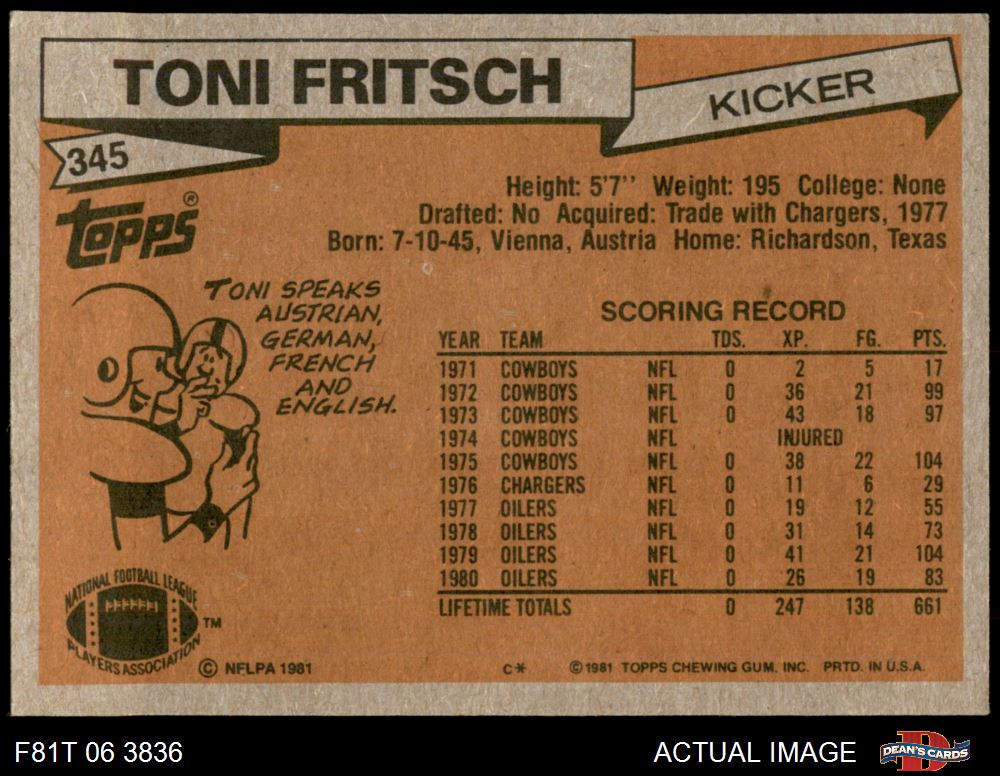 TONI FRITSCH
KICKER
345
Topps®
Height: 5'7'' Weight: 195 College: None
Drafted: No Acquired: Trade with Chargers, 1977
Born: 7-10-45, Vienna, Austria Home: Richardson, Texas
TONI SPEAKS
AUSTRIAN,
GERMAN,
FRENCH
AND
ENGLISH.
SCORING RECORD
YEAR TEAM TDS. XP. FG. PTS.
1971 COWBOYS NFL 0 2 5 17
1972 COWBOYS NFL 0 36 21 99
1973 COWBOYS NFL 0 43 18 97
1974 COWBOYS NFL INJURED
1975 COWBOYS NFL 0 38 22 104
1976 CHARGERS NFL 0 11 6 29
1977 OILERS NFL 0 19 12 55
1978 OILERS NFL 0 31 14 73
1979 OILERS NFL 0 41 21 104
1980 OILERS NFL 0 26 19 83
LIFETIME TOTALS 0 247 138 661
NATIONAL FOOTBALL LEAGUE
PLAYERS ASSOCIATION
TM
© NFLPA 1981
C* © 1981 TOPPS CHEWING GUM, INC. PRTD. IN U.S.A.
F81T 06 3836
ACTUAL IMAGE
D
DEAN'S CARDS